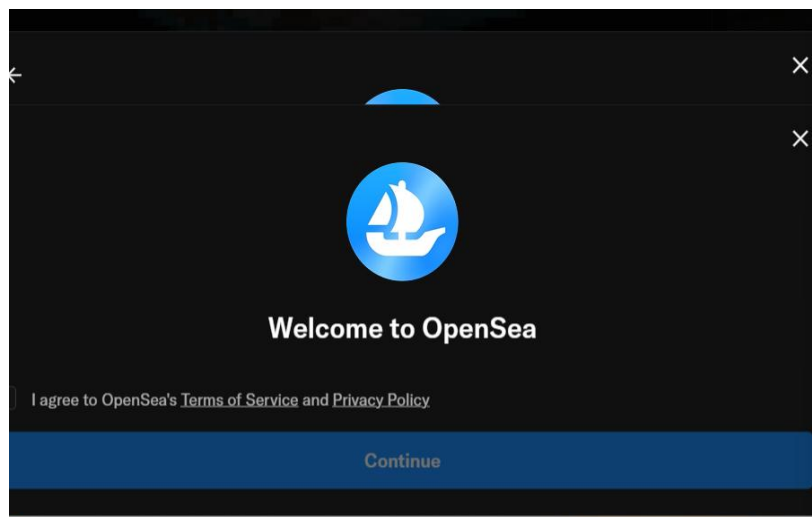 Welcome to OpenSea
I agree to OpenSea's Terms of Service and Privacy Policy
Continue